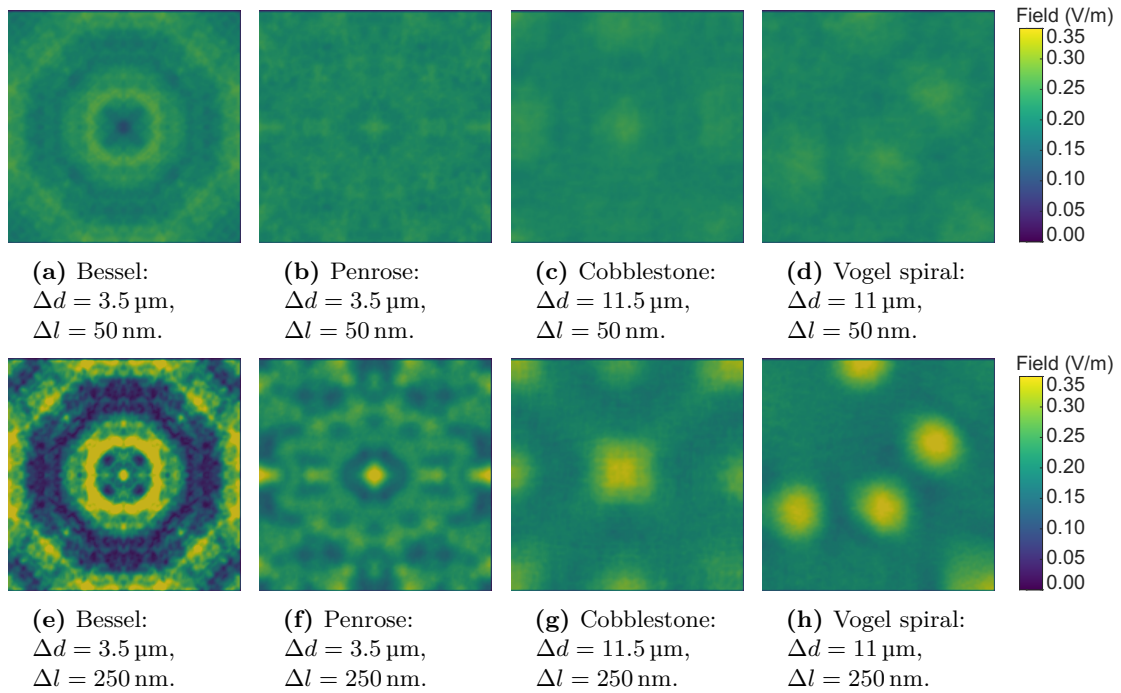 Field (V/m)
0.35
0.30
0.25
0.20
0.15
0.10
0.05
0.00
(a) Bessel:
Δd = 3.5 µm,
Δl = 50 nm.
(b) Penrose:
Δd = 3.5 µm,
Δl = 50 nm.
(c) Cobblestone:
Δd = 11.5 µm,
Δl = 50 nm.
(d) Vogel spiral:
Δd = 11 µm,
Δl = 50 nm.
Field (V/m)
0.35
0.30
0.25
0.20
0.15
0.10
0.05
0.00
(e) Bessel:
Δd = 3.5 µm,
Δl = 250 nm.
(f) Penrose:
Δd = 3.5 µm,
Δl = 250 nm.
(g) Cobblestone:
Δd = 11.5 µm,
Δl = 250 nm.
(h) Vogel spiral:
Δd = 11 µm,
Δl = 250 nm.